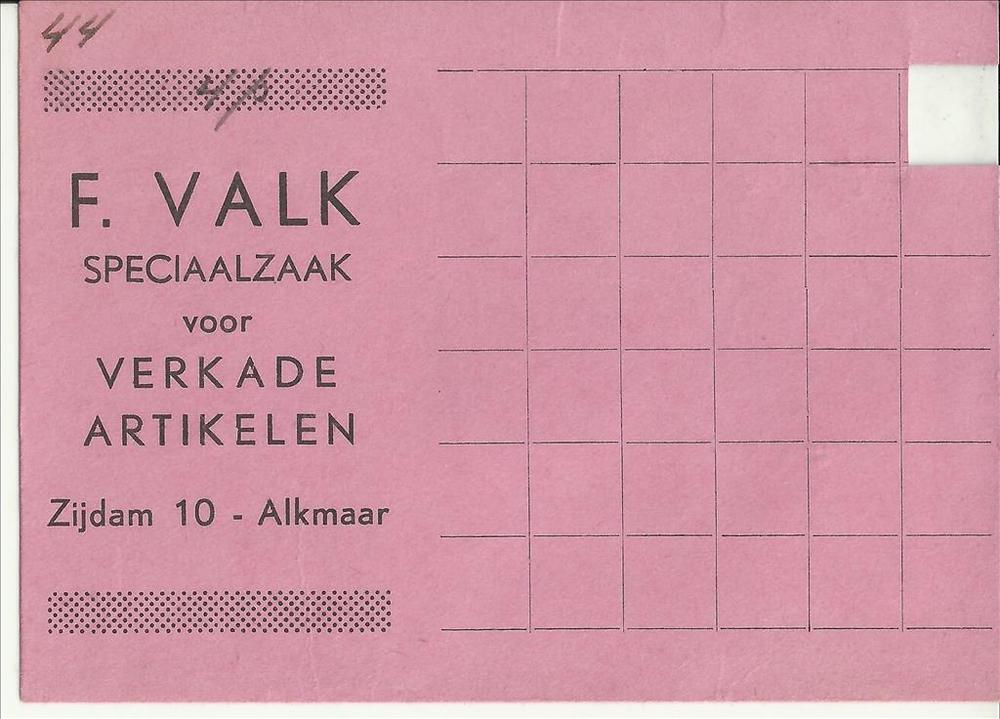 44
F. VALK
SPECIAALZAAK
voor
VERKADE
ARTIKELEN
Zijdam 10 - Alkmaar